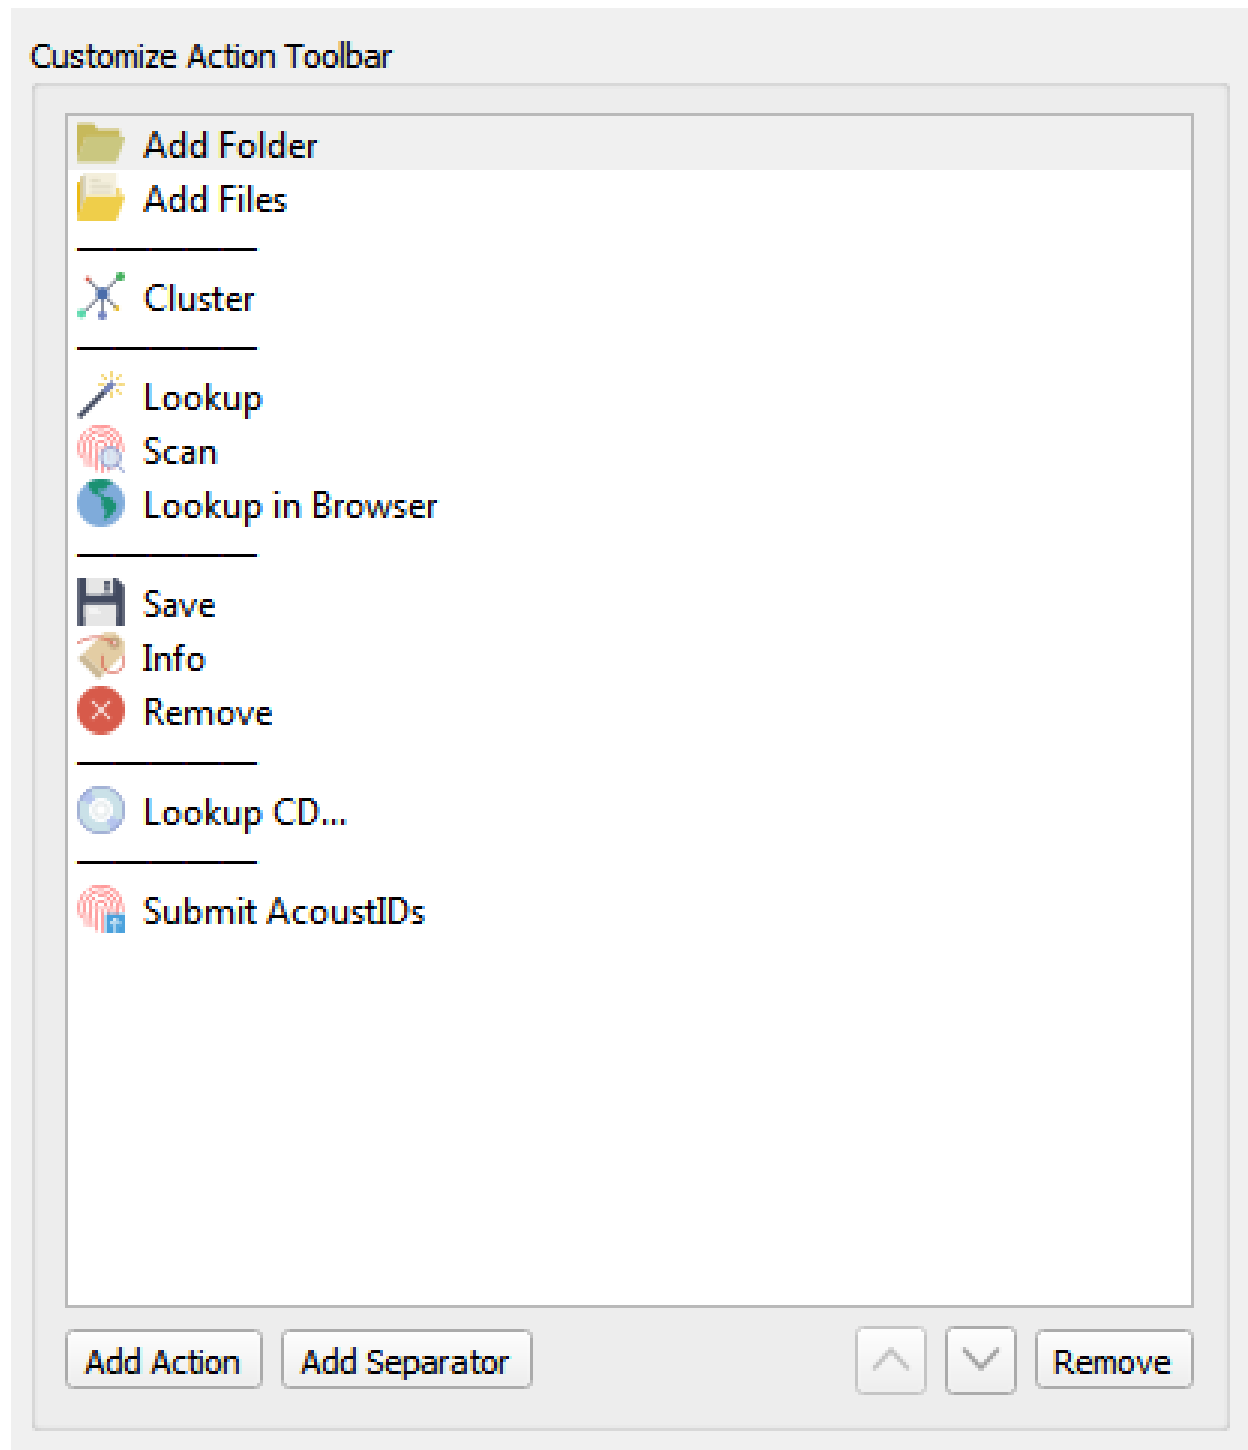 Customize Action Toolbar
Add Folder
Add Files
Cluster
Lookup
Scan
Lookup in Browser
Save
Info
Remove
Lookup CD...
Submit AcoustIDs
Add Action Add Separator Remove